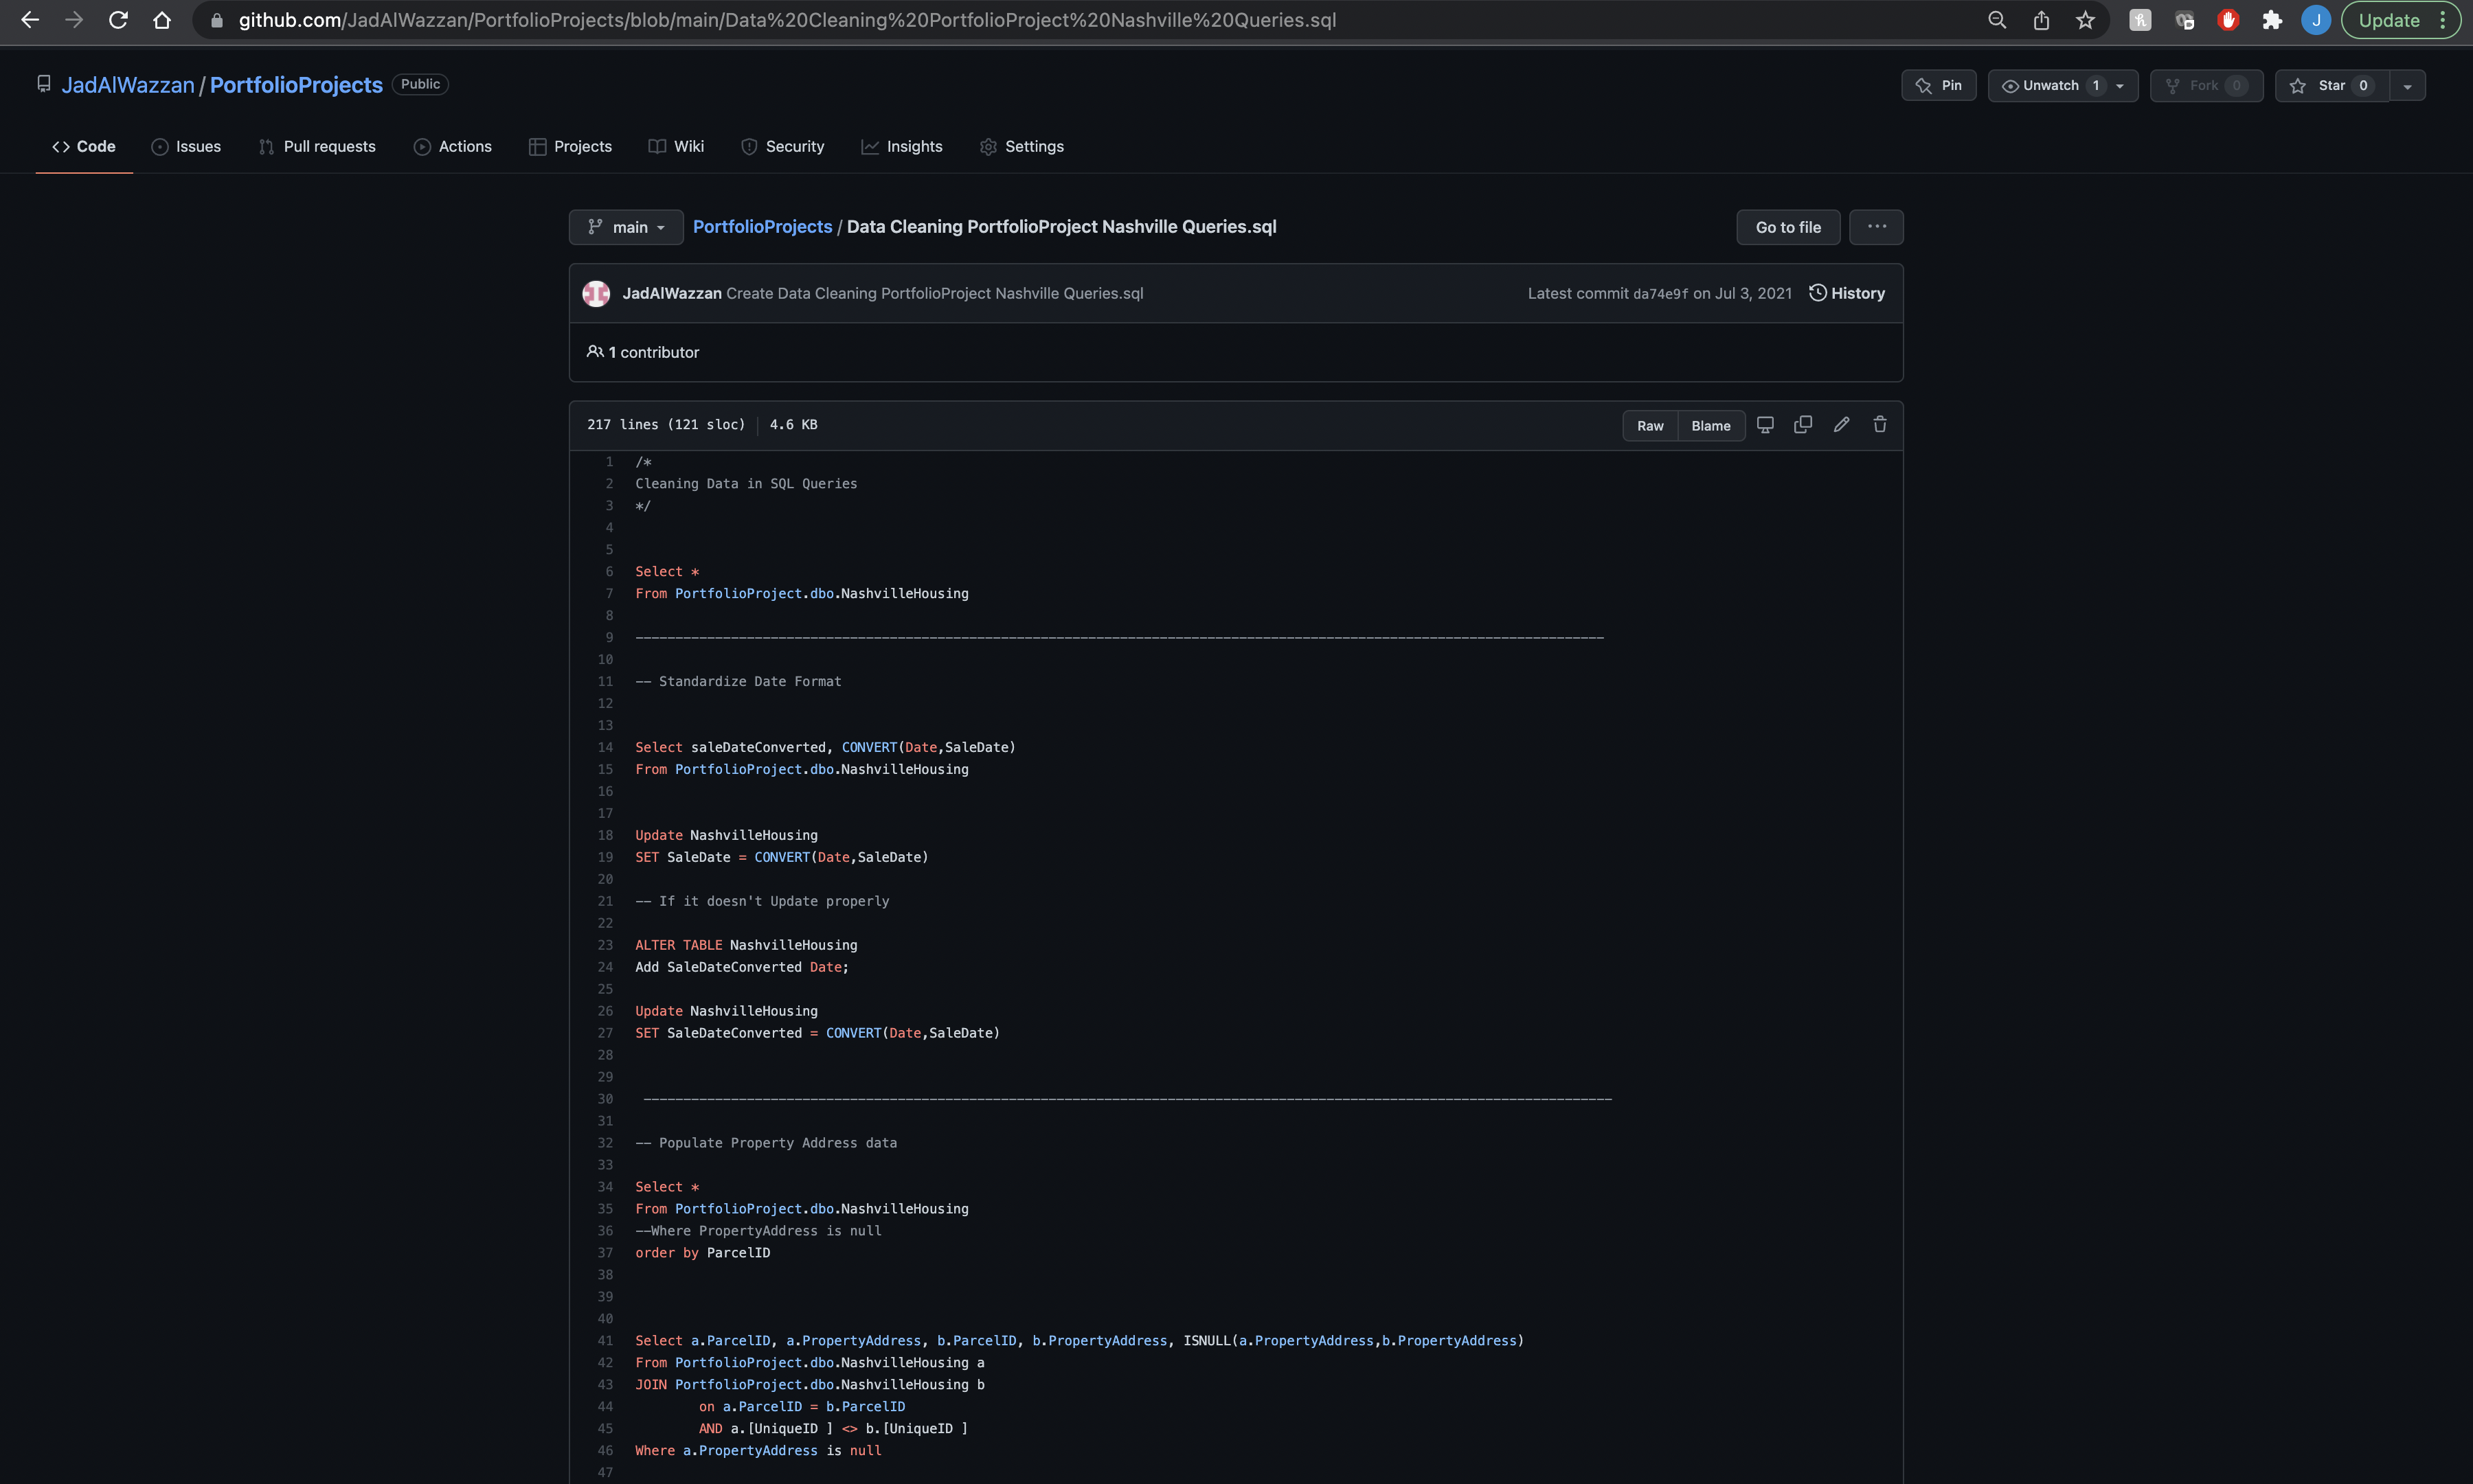 github.com/JadAlWazzan/PortfolioProjects/blob/main/Data%20Cleaning%20PortfolioProject%20Nashville%20Queries.sql
J
Update
JadAlWazzan / PortfolioProjects Public
Pin
Unwatch 1
Fork 0
Star 0
<> Code
Issues
Pull requests
Actions
Projects
Wiki
Security
Insights
Settings
main
PortfolioProjects / Data Cleaning PortfolioProject Nashville Queries.sql
Go to file
...
JadAlWazzan Create Data Cleaning PortfolioProject Nashville Queries.sql
Latest commit da74e9f on Jul 3, 2021
History
1 contributor
217 lines (121 sloc) | 4.6 KB
Raw
Blame
1 /*
2 Cleaning Data in SQL Queries
3 */
4
5
6 Select *
7 From PortfolioProject.dbo.NashvilleHousing
8
9 --------------------------------------------------------------------------------------------------------------------------
10
11 -- Standardize Date Format
12
13
14 Select saleDateConverted, CONVERT(Date,SaleDate)
15 From PortfolioProject.dbo.NashvilleHousing
16
17
18 Update NashvilleHousing
19 SET SaleDate = CONVERT(Date,SaleDate)
20
21 -- If it doesn't Update properly
22
23 ALTER TABLE NashvilleHousing
24 Add SaleDateConverted Date;
25
26 Update NashvilleHousing
27 SET SaleDateConverted = CONVERT(Date,SaleDate)
28
29
30 --------------------------------------------------------------------------------------------------------------------------
31
32 -- Populate Property Address data
33
34 Select *
35 From PortfolioProject.dbo.NashvilleHousing
36 --Where PropertyAddress is null
37 order by ParcelID
38
39
40
41 Select a.ParcelID, a.PropertyAddress, b.ParcelID, b.PropertyAddress, ISNULL(a.PropertyAddress,b.PropertyAddress)
42 From PortfolioProject.dbo.NashvilleHousing a
43 JOIN PortfolioProject.dbo.NashvilleHousing b
44 on a.ParcelID = b.ParcelID
45 AND a.[UniqueID ] <> b.[UniqueID ]
46 Where a.PropertyAddress is null
47